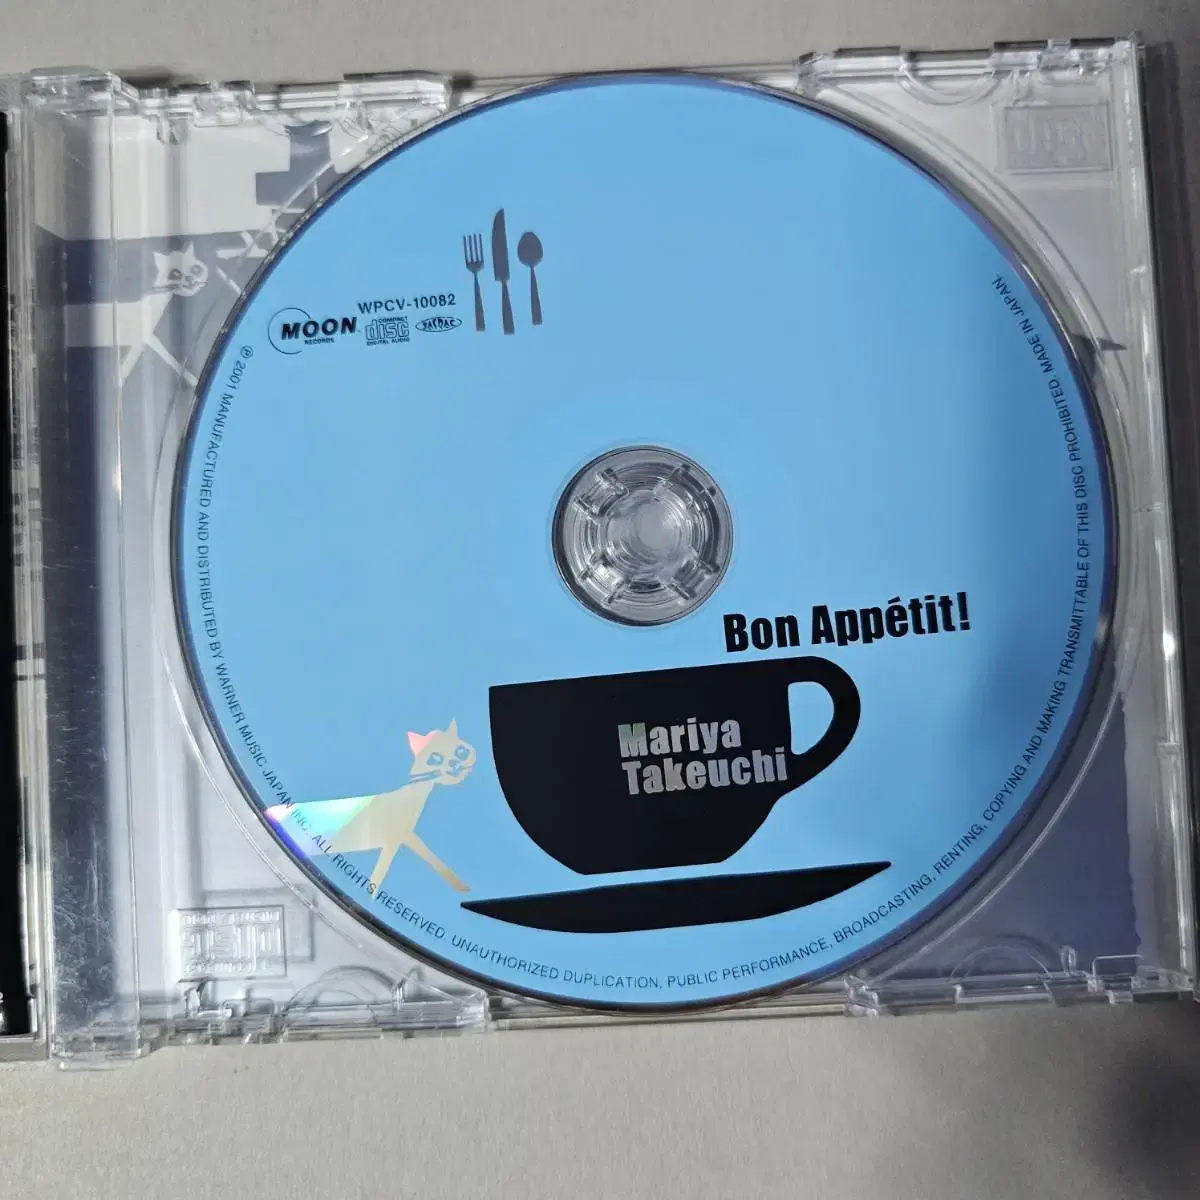 WPCV-10082
MOON
RECORDS
COMPACT
disc
DIGITAL AUDIO
JASRAC
Bon Appétit!
Mariya
Takeuchi
℗ 2001 MANUFACTURED AND DISTRIBUTED BY WARNER MUSIC JAPAN INC. ALL RIGHTS RESERVED. UNAUTHORIZED DUPLICATION, PUBLIC PERFORMANCE, BROADCASTING, RENTING, COPYING AND MAKING TRANSMITTABLE OF THIS DISC PROHIBITED. MADE IN JAPAN.
disc